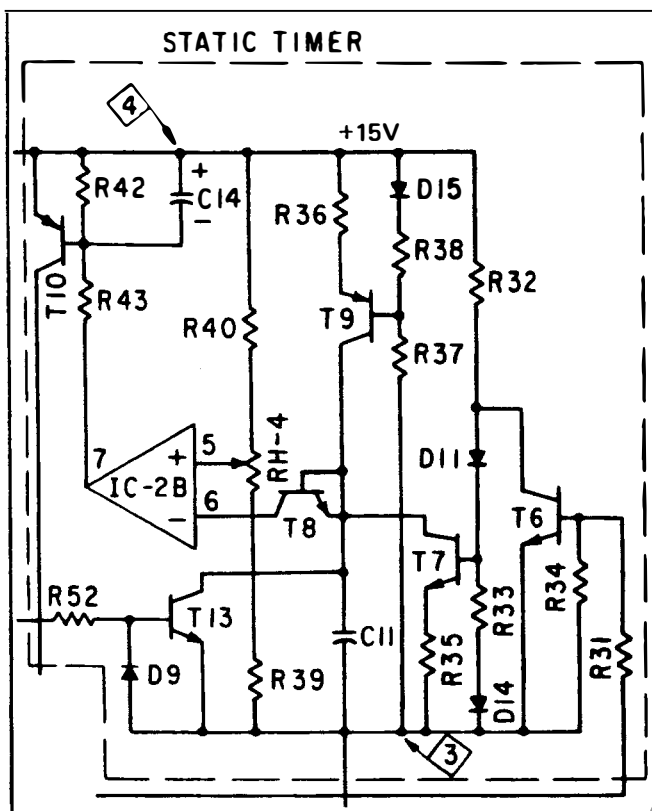 STATIC TIMER
4
+15V
+
R42
C14
-
R36
D15
R38
R32
T10
R43
R40
T9
R37
7
5
+
RH-4
IC-2B
6
-
T8
D11
T6
T7
R34
R33
R52
T13
C11
R35
R31
D9
R39
D14
3